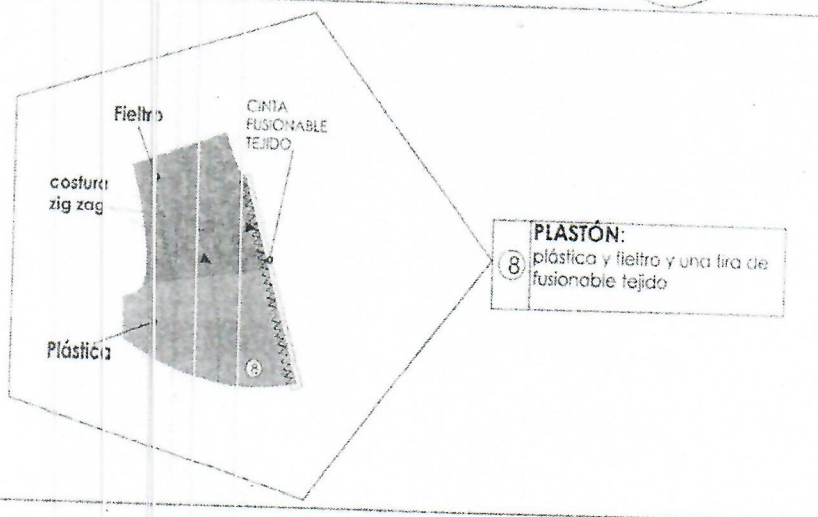 Fieltro
CINTA
FUSIONABLE
TEJIDO
costura
zig zag
Plástica
8
8
PLASTÓN:
plástica y fieltro y una tira de
fusionable tejido